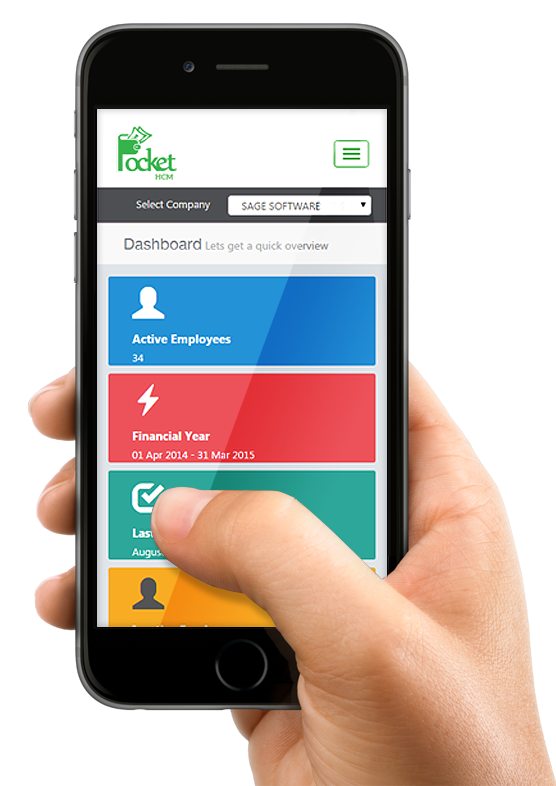 Pocket
HCM
Select Company SAGE SOFTWARE
Dashboard Lets get a quick overview
Active Employees
34
Financial Year
01 Apr 2014 - 31 Mar 2015